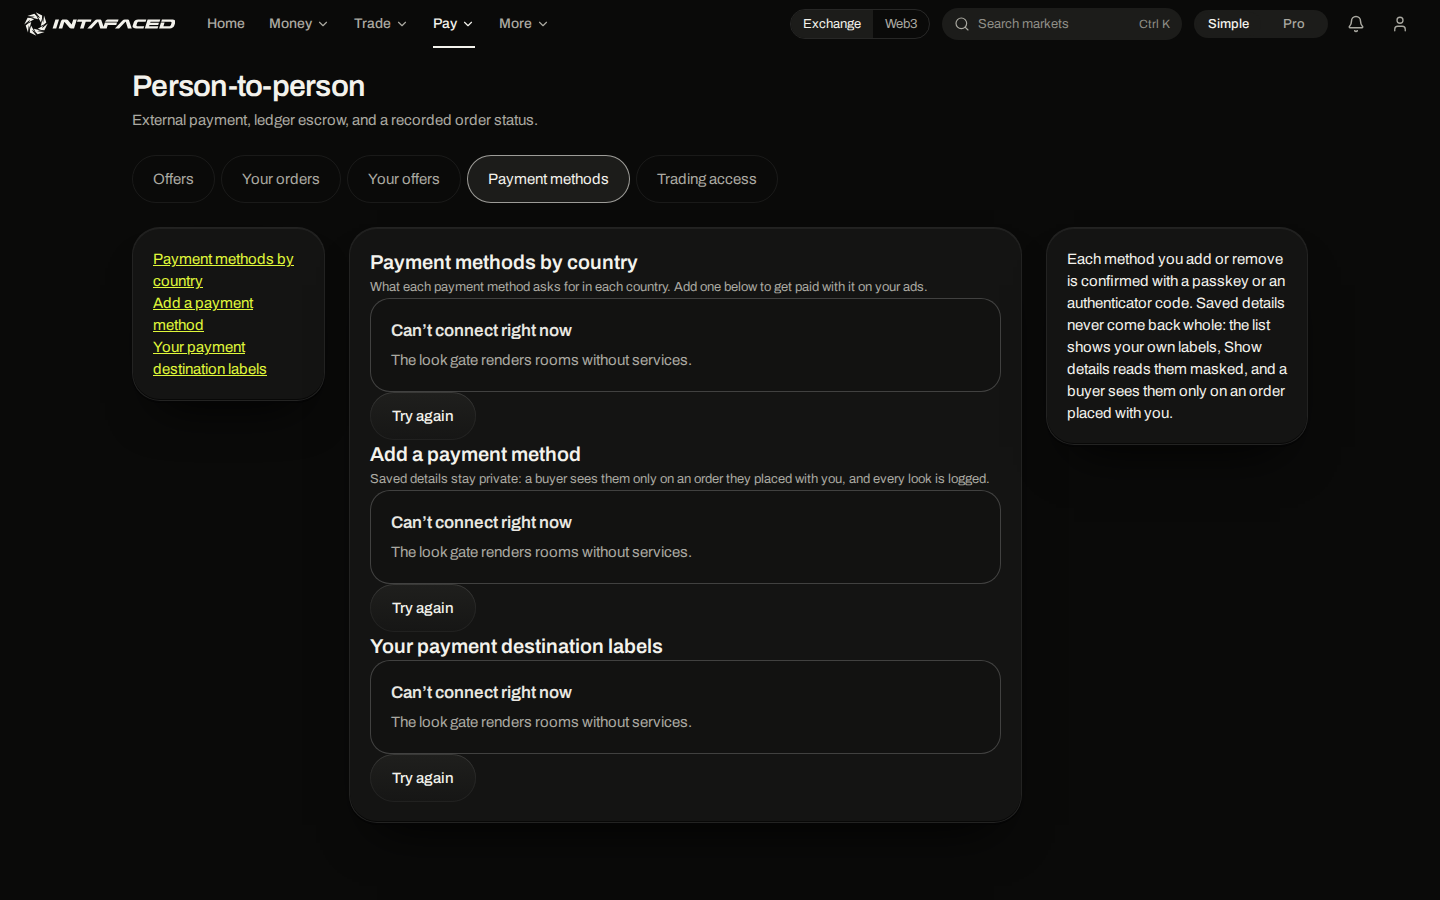 INTAFACED
Home
Money
Trade
Pay
More
Exchange
Web3
Search markets
Ctrl K
Simple
Pro
Person-to-person
External payment, ledger escrow, and a recorded order status.
Offers
Your orders
Your offers
Payment methods
Trading access
Payment methods by
country
Add a payment
method
Your payment
destination labels
Payment methods by country
What each payment method asks for in each country. Add one below to get paid with it on your ads.
Can’t connect right now
The look gate renders rooms without services.
Try again
Add a payment method
Saved details stay private: a buyer sees them only on an order they placed with you, and every look is logged.
Can’t connect right now
The look gate renders rooms without services.
Try again
Your payment destination labels
Can’t connect right now
The look gate renders rooms without services.
Try again
Each method you add or remove
is confirmed with a passkey or an
authenticator code. Saved details
never come back whole: the list
shows your own labels, Show
details reads them masked, and a
buyer sees them only on an order
placed with you.